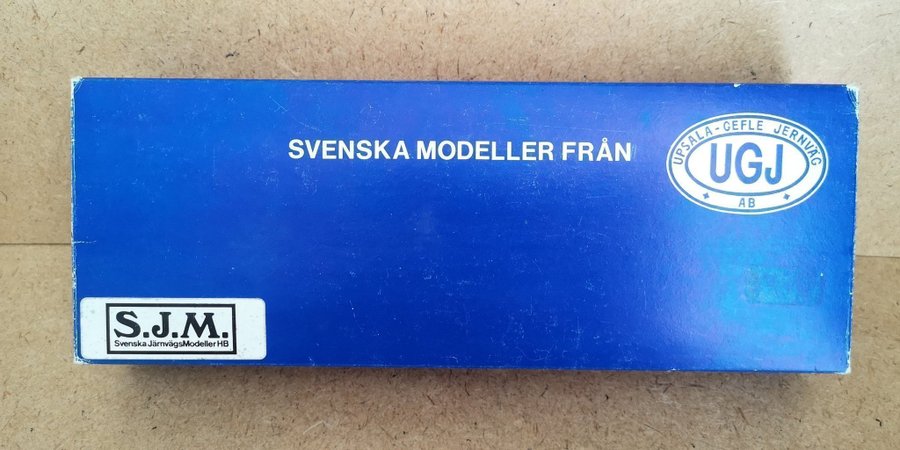 SVENSKA MODELLER FRÅN
UPSALA-GEFLE JERNVÄG
UGJ
AB
S.J.M.
Svenska JärnvägsModeller HB